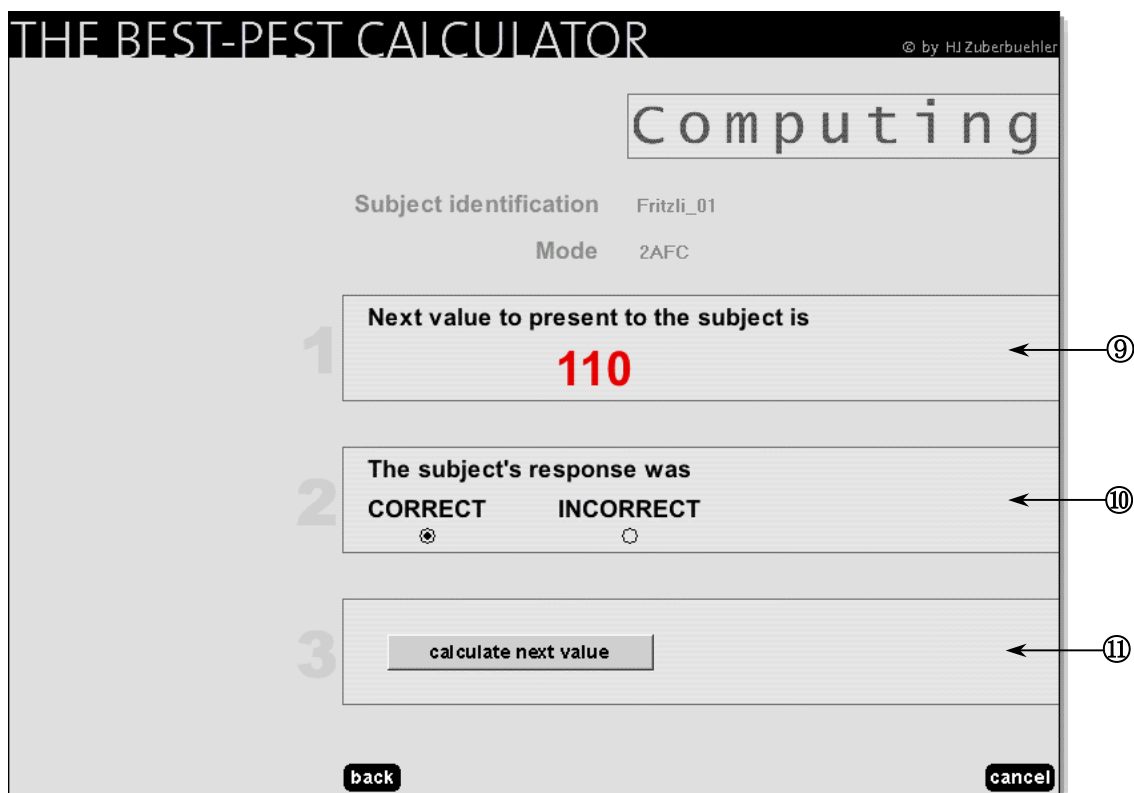 THE BEST-PEST CALCULATOR
© by HJ Zuberbuehler
Computing
Subject identification Fritzli_01
Mode 2AFC
1
Next value to present to the subject is
110
⑨
2
The subject's response was
CORRECT INCORRECT
⑩
3
calculate next value
⑪
back cancel